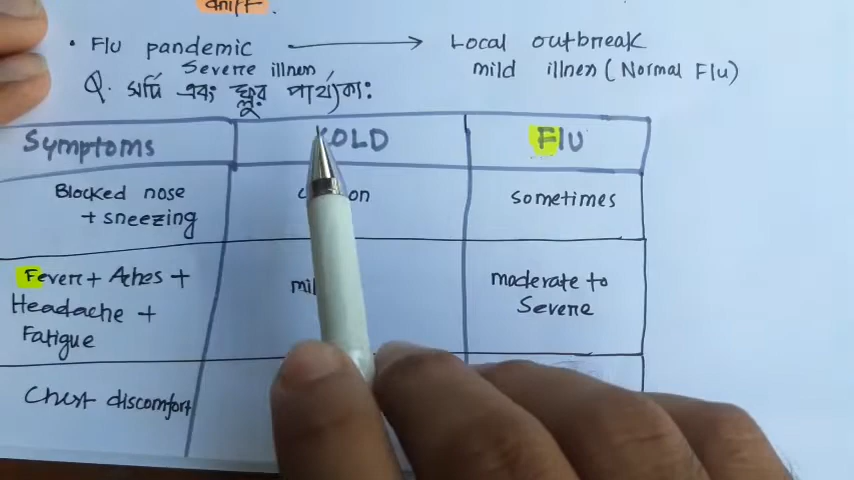 diff.
• Flu pandemic → Local outbreak
Severe illness mild illness (Normal Flu)
Q. সর্দি এবং ফ্লুর পার্থক্য:
Symptoms COLD Flu
Blocked nose + sneezing
sometimes
Fever + Aches + Headache + Fatigue
moderate to Severe
Chest discomfort